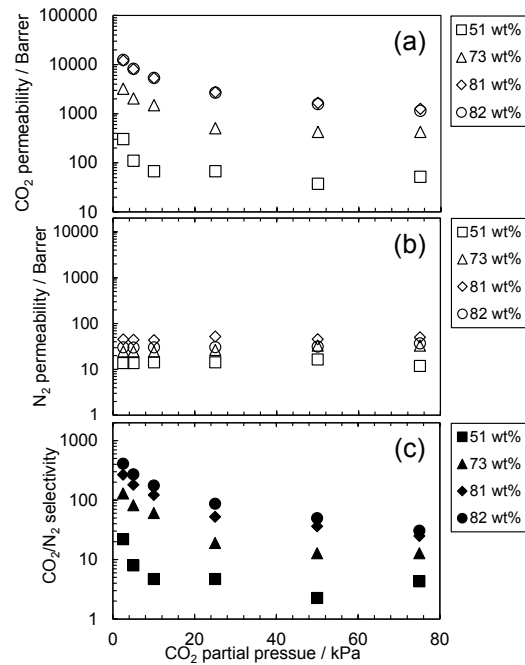 CO2 permeability / Barrer
100000
10000
1000
100
10
(a)
51 wt%
73 wt%
81 wt%
82 wt%
N2 permeability / Barrer
10000
1000
100
10
1
(b)
51 wt%
73 wt%
81 wt%
82 wt%
CO2/N2 selectivity
1000
100
10
1
(c)
51 wt%
73 wt%
81 wt%
82 wt%
0 20 40 60 80
CO2 partial pressue / kPa